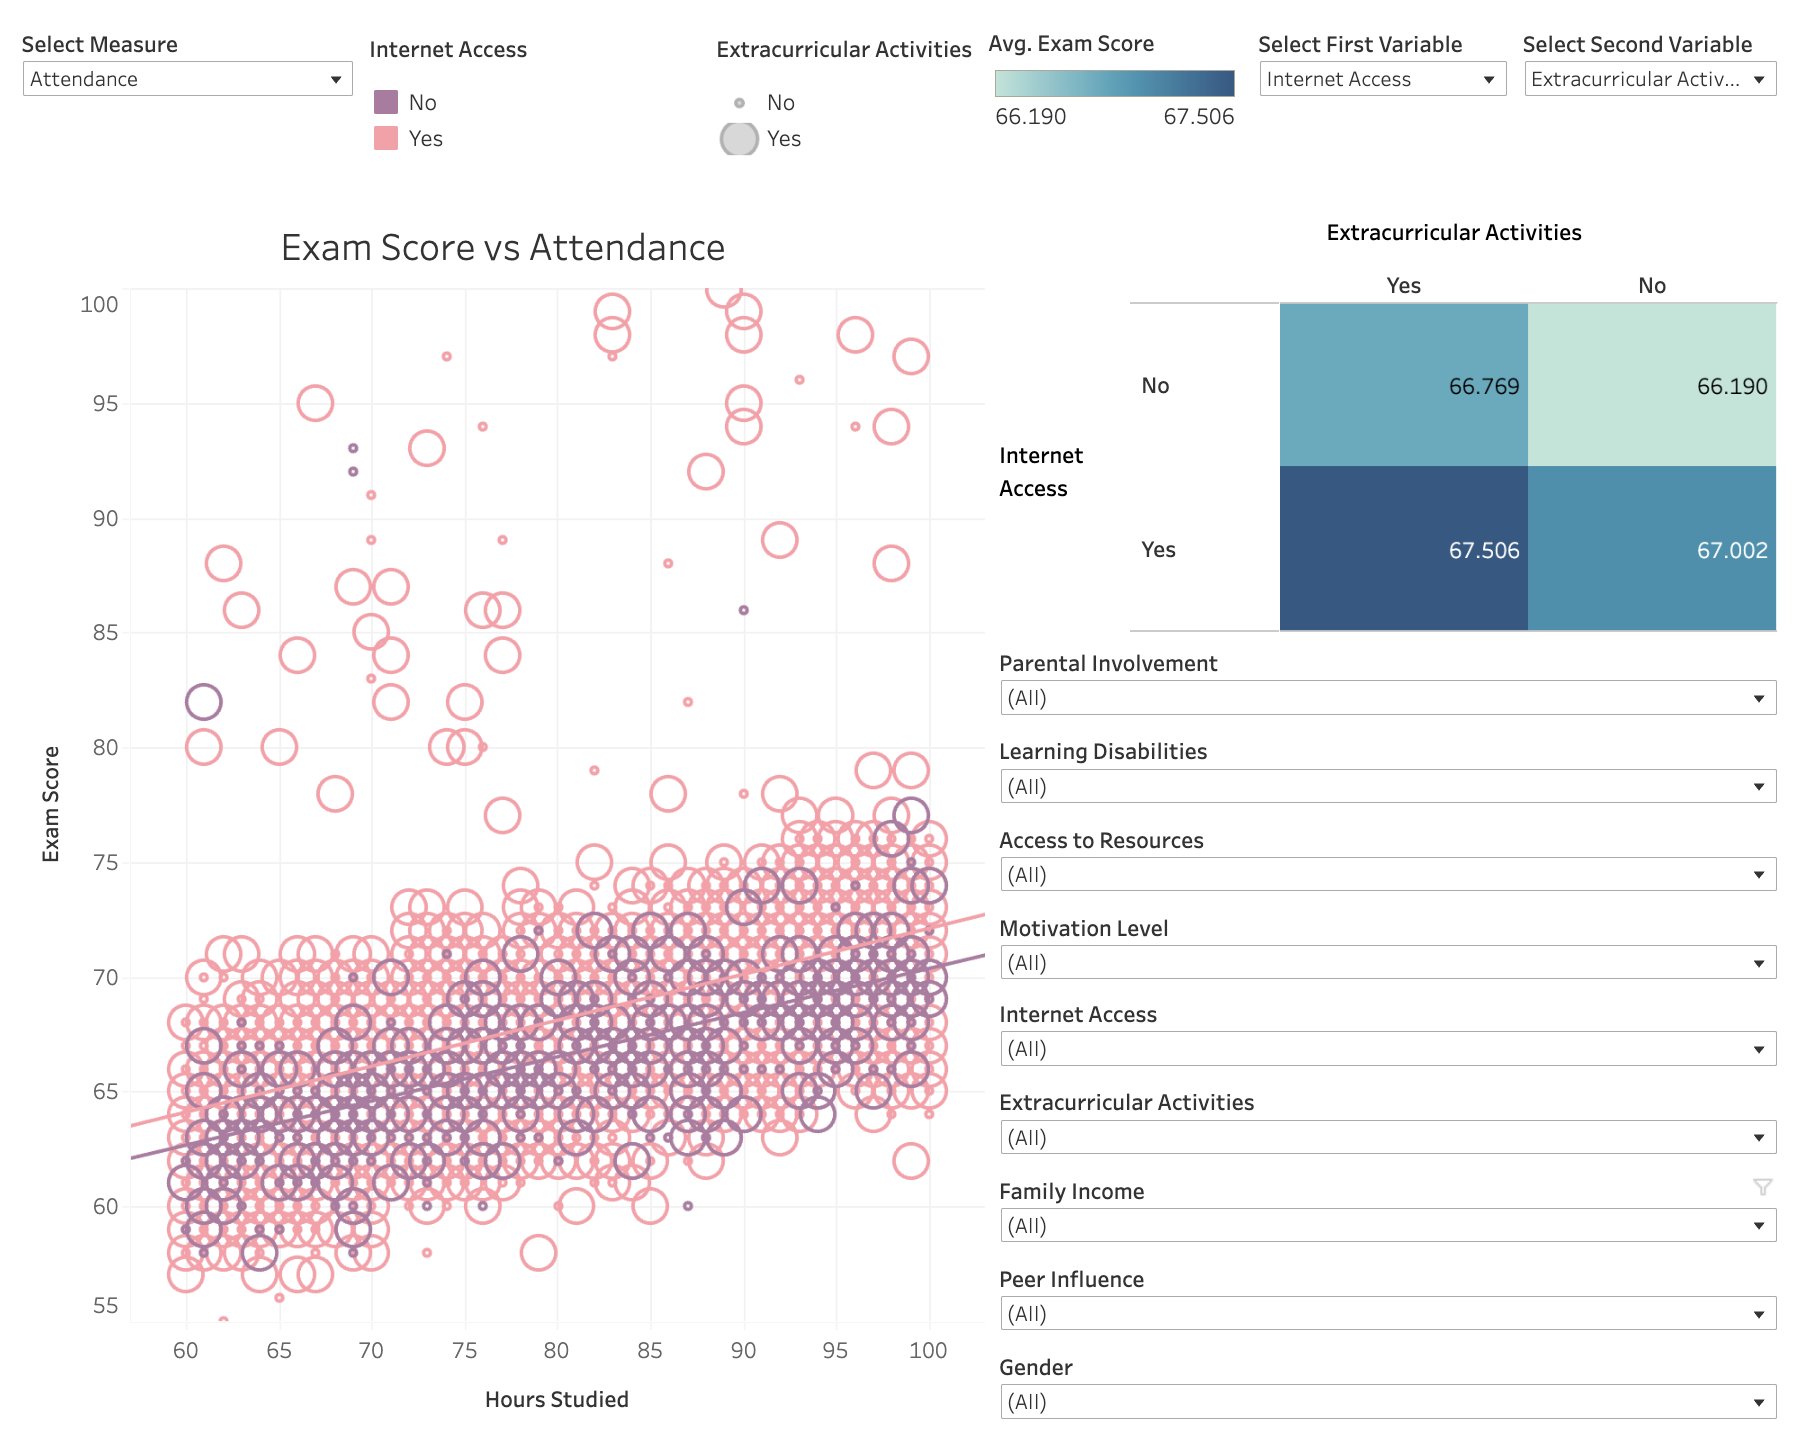 Select Measure
Attendance
Internet Access
No
Yes
Extracurricular Activities
No
Yes
Avg. Exam Score
66.190 67.506
Select First Variable
Internet Access
Select Second Variable
Extracurricular Activ...
Exam Score vs Attendance
100
95
90
85
80
75
70
65
60
55
Exam Score
60 65 70 75 80 85 90 95 100
Hours Studied
Extracurricular Activities
Yes No
Internet
Access
No 66.769 66.190
Yes 67.506 67.002
Parental Involvement
(All)
Learning Disabilities
(All)
Access to Resources
(All)
Motivation Level
(All)
Internet Access
(All)
Extracurricular Activities
(All)
Family Income
(All)
Peer Influence
(All)
Gender
(All)